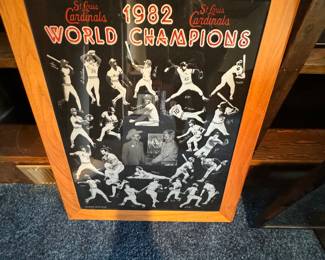 St. Louis Cardinals 1982 St. Louis Cardinals
WORLD CHAMPIONS